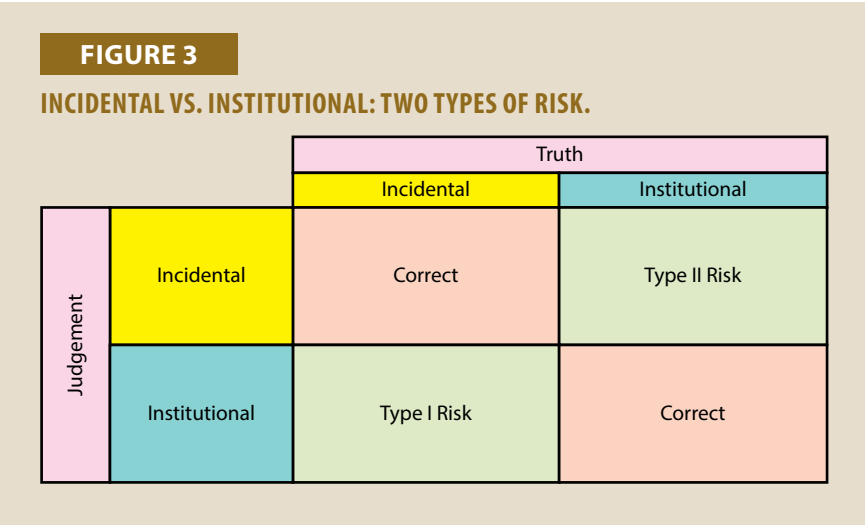 FIGURE 3
INCIDENTAL VS. INSTITUTIONAL: TWO TYPES OF RISK.
Truth
Incidental Institutional
Judgement
Incidental Correct Type II Risk
Institutional Type I Risk Correct